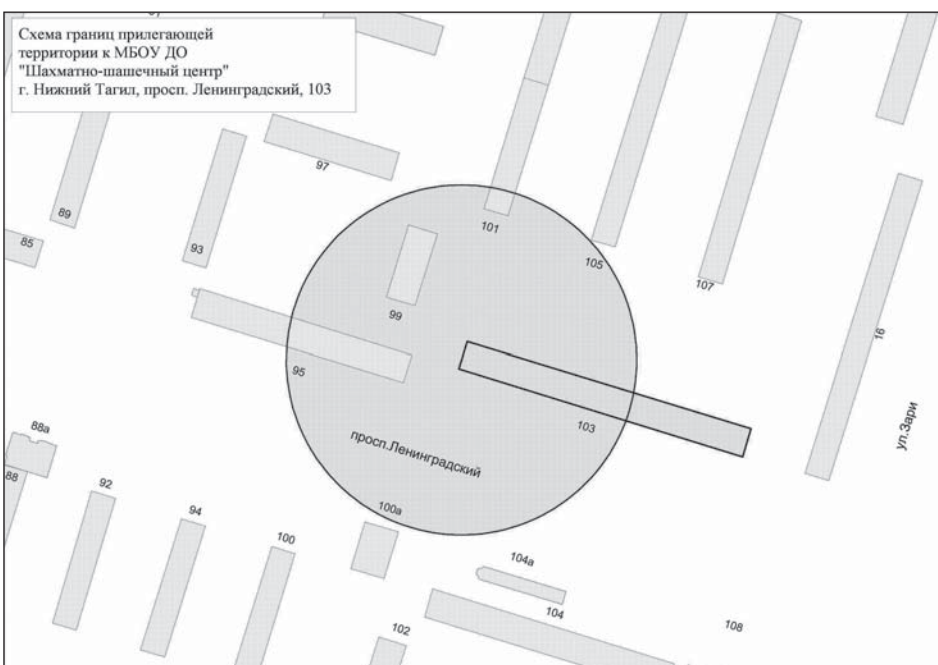 Схема границ прилегающей
территории к МБОУ ДО
"Шахматно-шашечный центр"
г. Нижний Тагил, просп. Ленинградский, 103
97
89
101
85
93
105
107
99
16
95
103
ул.Зари
просп.Ленинградский
88а
88
92
94
100а
100
104а
104
108
102